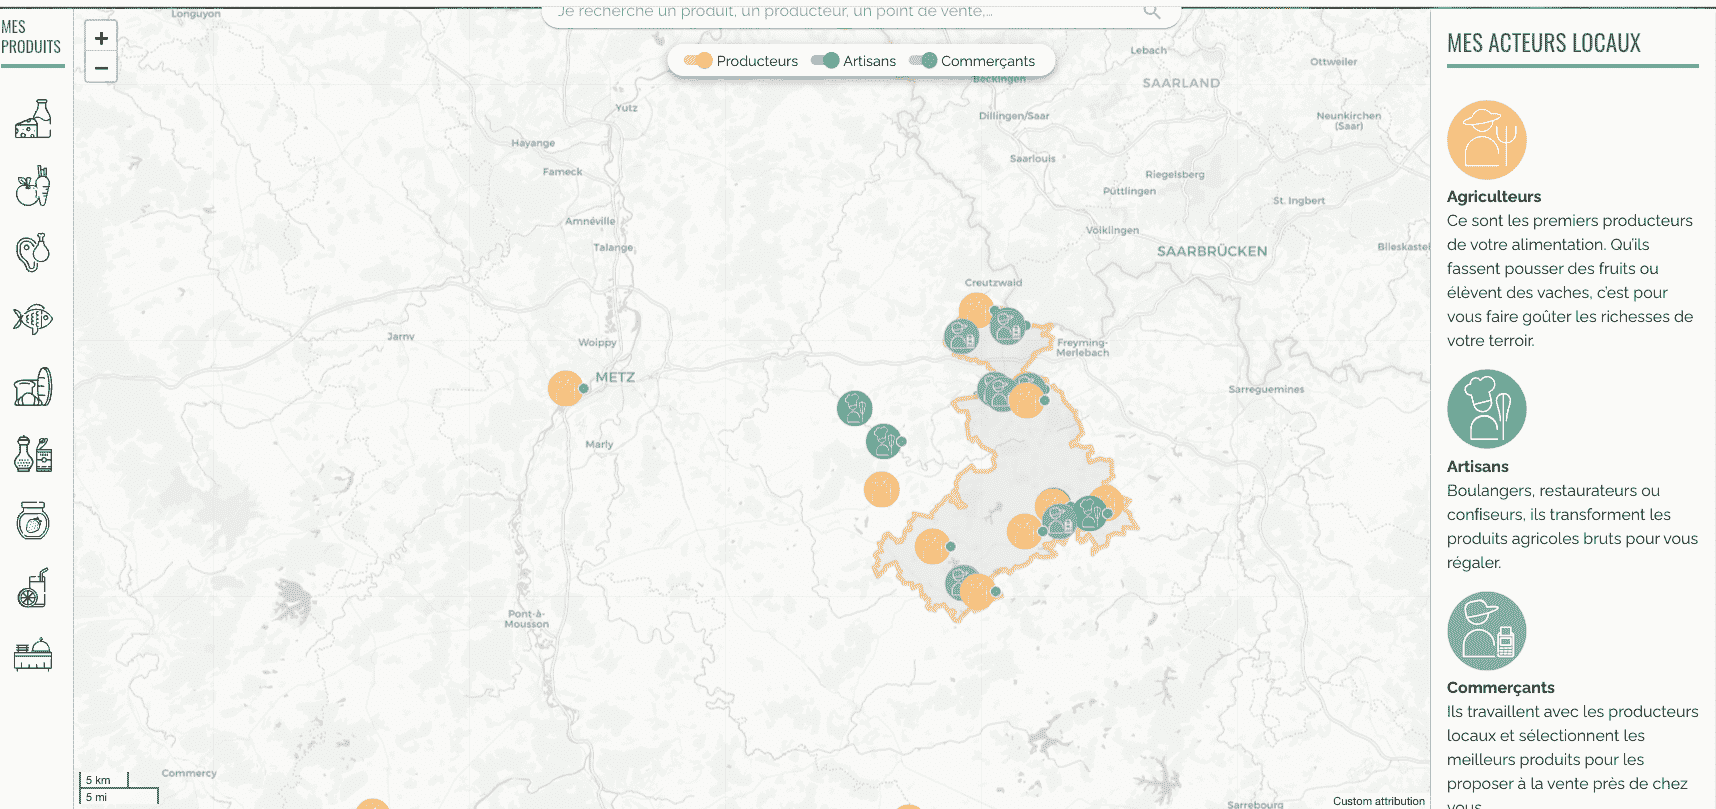 MES
PRODUITS
+
−
Je recherche un produit, un producteur, un point de vente,...
Producteurs
Artisans
Commerçants
Longuyon
Lebach
Ottweiler
Beckingen
SAARLAND
Yutz
Dillingen/Saar
Neunkirchen
(Saar)
Hayange
Saarlouis
Fameck
Riegelsberg
Püttlingen
St. Ingbert
Annéville
Völklingen
Talange
SAARBRÜCKEN
Blieskastel
Creutzwald
Jarny
Woippy
Freyming-
Merlebach
METZ
Sarreguemines
Marly
Pont-à-
Mousson
Commercy
Sarrebourg
5 km
5 mi
Custom attribution
MES ACTEURS LOCAUX
Agriculteurs
Ce sont les premiers producteurs
de votre alimentation. Qu'ils
fassent pousser des fruits ou
élèvent des vaches, c'est pour
vous faire goûter les richesses de
votre terroir.
Artisans
Boulangers, restaurateurs ou
confiseurs, ils transforment les
produits agricoles bruts pour vous
régaler.
Commerçants
Ils travaillent avec les producteurs
locaux et sélectionnent les
meilleurs produits pour les
proposer à la vente près de chez
vous.